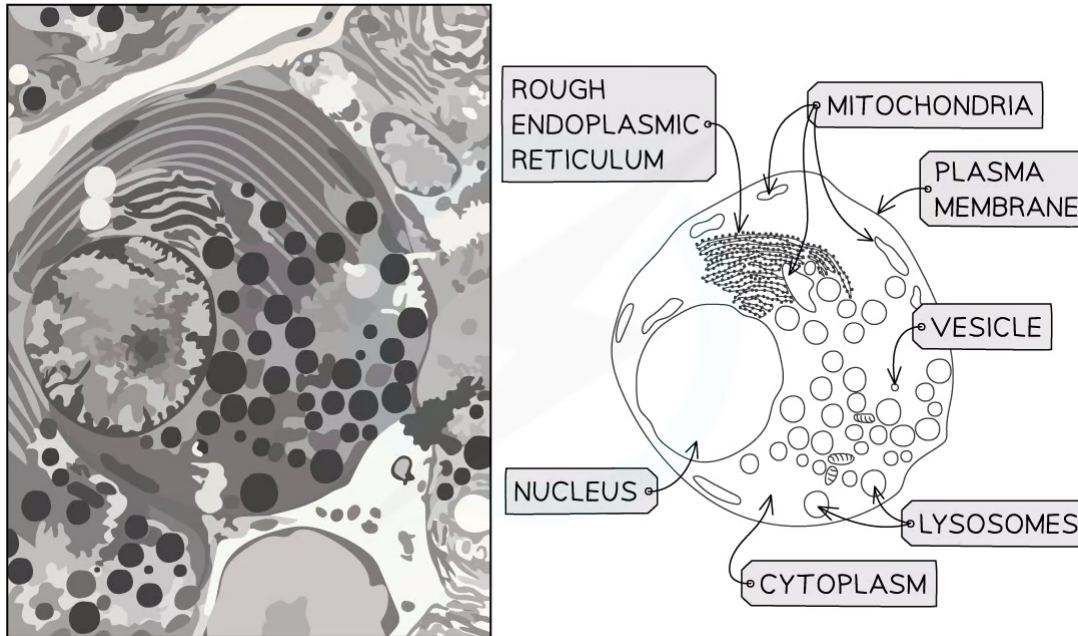 ROUGH
ENDOPLASMIC
RETICULUM
MITOCHONDRIA
PLASMA
MEMBRANE
VESICLE
NUCLEUS
LYSOSOMES
CYTOPLASM